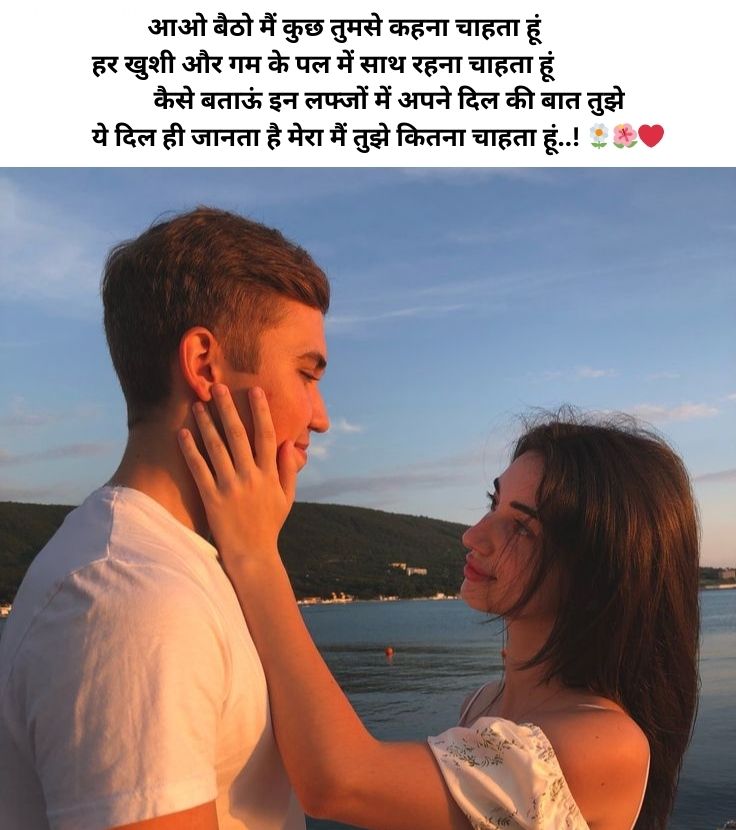 आओ बैठो मैं कुछ तुमसे कहना चाहता हूं
हर खुशी और गम के पल में साथ रहना चाहता हूं
कैसे बताऊं इन लफ्जों में अपने दिल की बात तुझे
ये दिल ही जानता है मेरा मैं तुझे कितना चाहता हूं..! 🌼🌺❤️